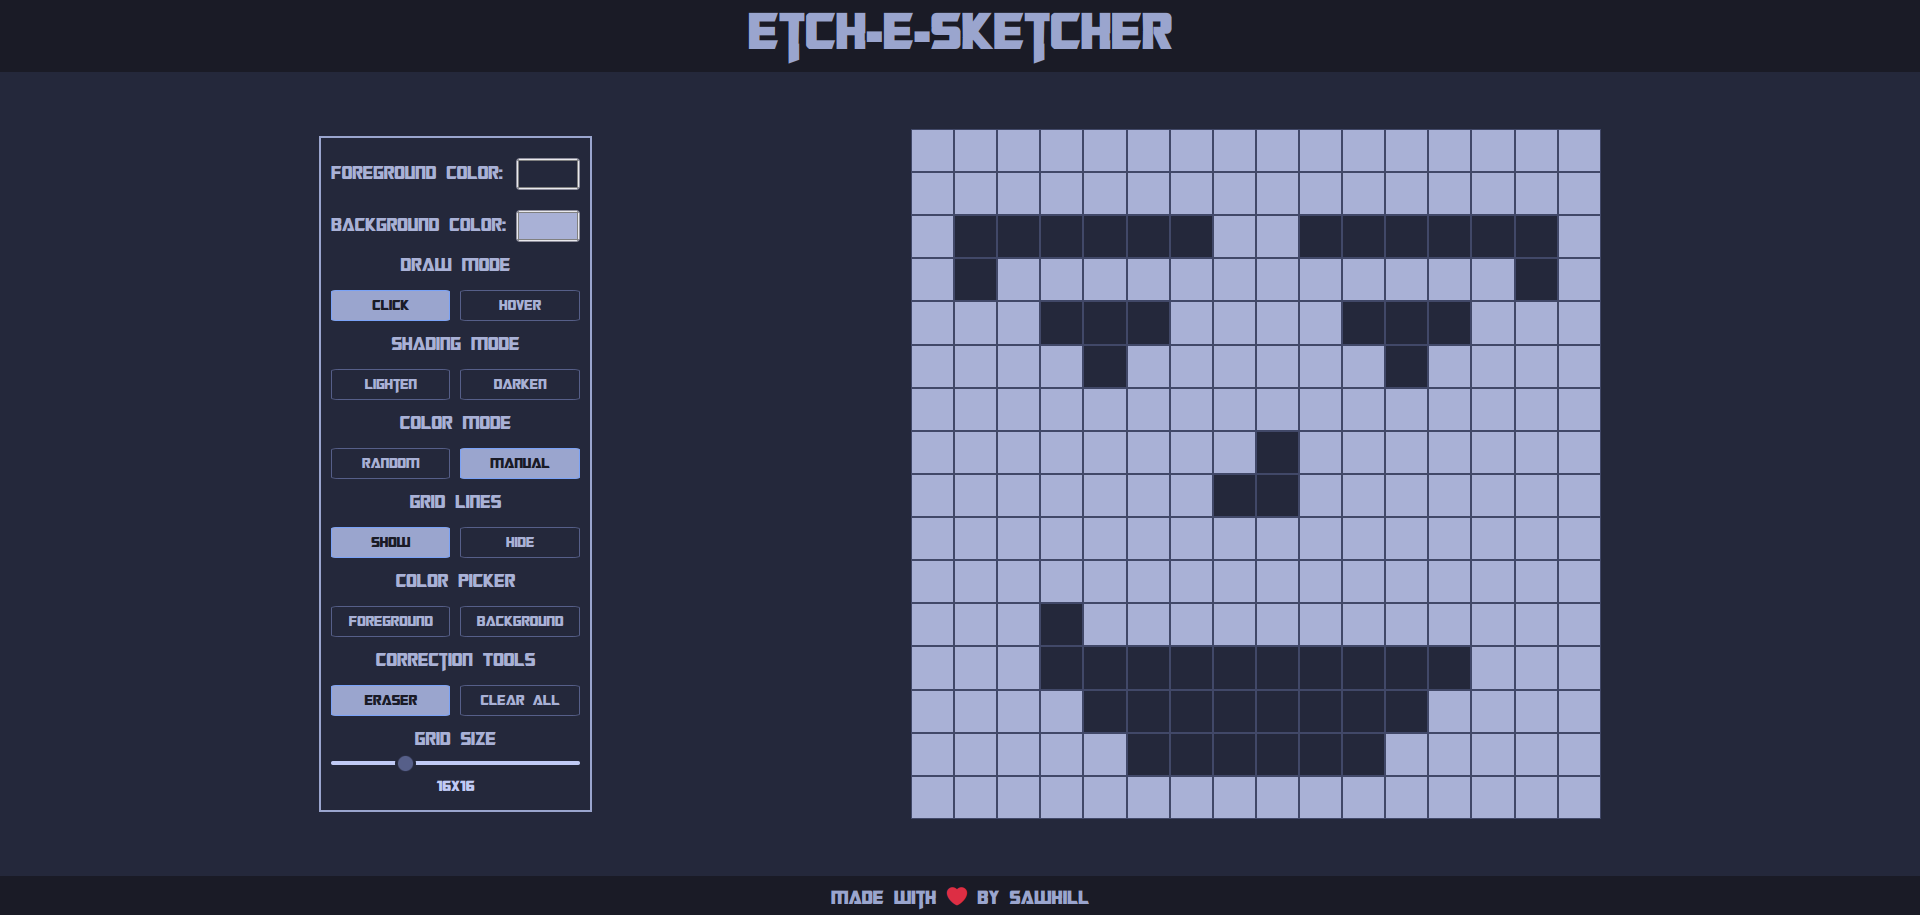 ETCH-E-SKETCHER
FOREGROUND COLOR:
BACKGROUND COLOR:
DRAW MODE
CLICK HOVER
SHADING MODE
LIGHTEN DARKEN
COLOR MODE
RANDOM MANUAL
GRID LINES
SHOW HIDE
COLOR PICKER
FOREGROUND BACKGROUND
CORRECTION TOOLS
ERASER CLEAR ALL
GRID SIZE
16X16
MADE WITH ❤ BY SAWHILL